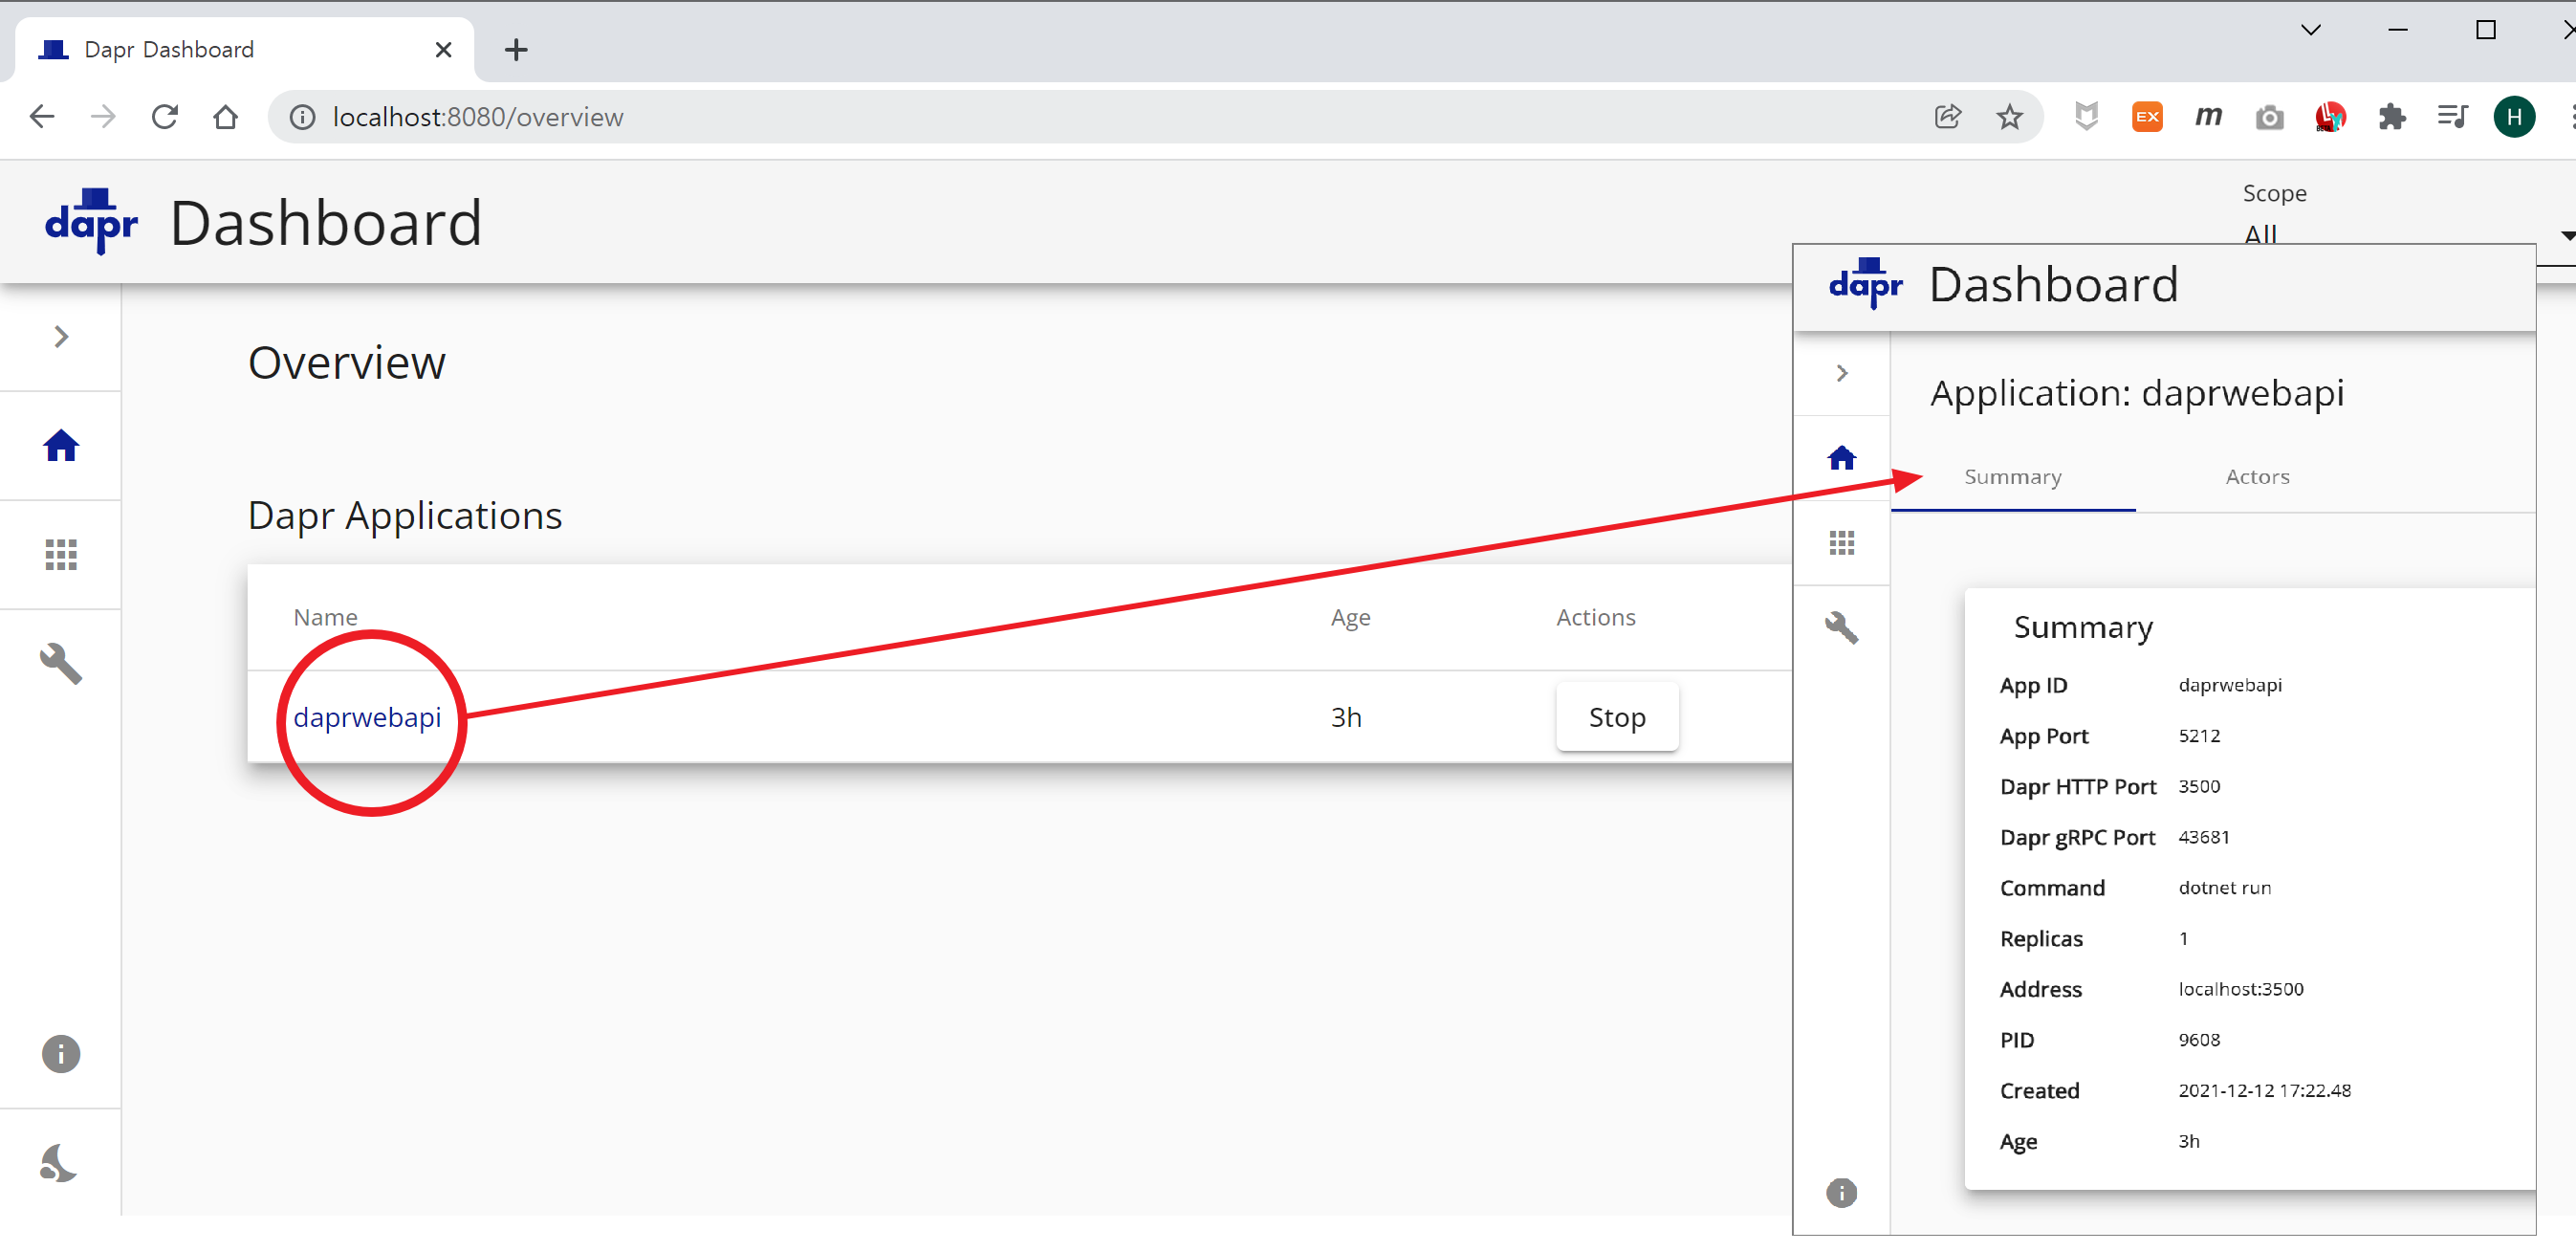 Dapr Dashboard
localhost:8080/overview
EX
m
H
dapr Dashboard
Scope
All
Overview
Dapr Applications
Name Age Actions
daprwebapi 3h Stop
dapr Dashboard
Application: daprwebapi
Summary Actors
Summary
App ID daprwebapi
App Port 5212
Dapr HTTP Port 3500
Dapr gRPC Port 43681
Command dotnet run
Replicas 1
Address localhost:3500
PID 9608
Created 2021-12-12 17:22.48
Age 3h